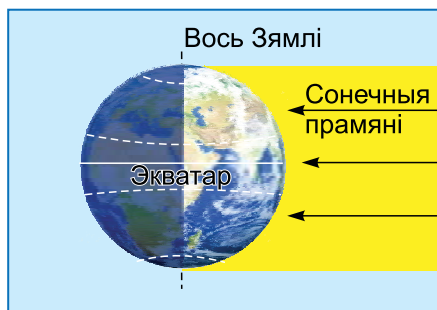 Вось Зямлі
Сонечныя
прамяні
Экватар